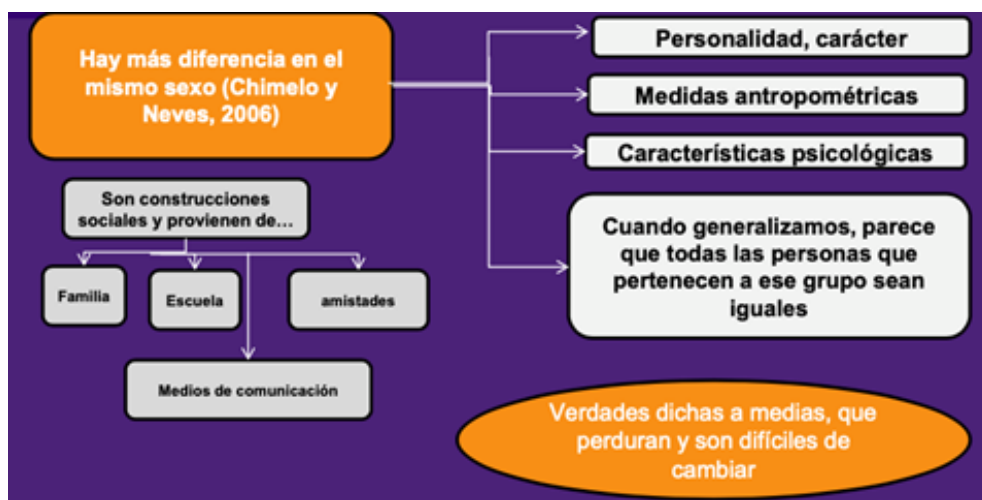 Hay más diferencia en el
mismo sexo (Chimelo y
Neves, 2006)
Personalidad, carácter
Medidas antropométricas
Características psicológicas
Cuando generalizamos, parece
que todas las personas que
pertenecen a ese grupo sean
iguales
Son construcciones
sociales y provienen de...
Familia
Escuela
amistades
Medios de comunicación
Verdades dichas a medias, que
perduran y son difíciles de
cambiar